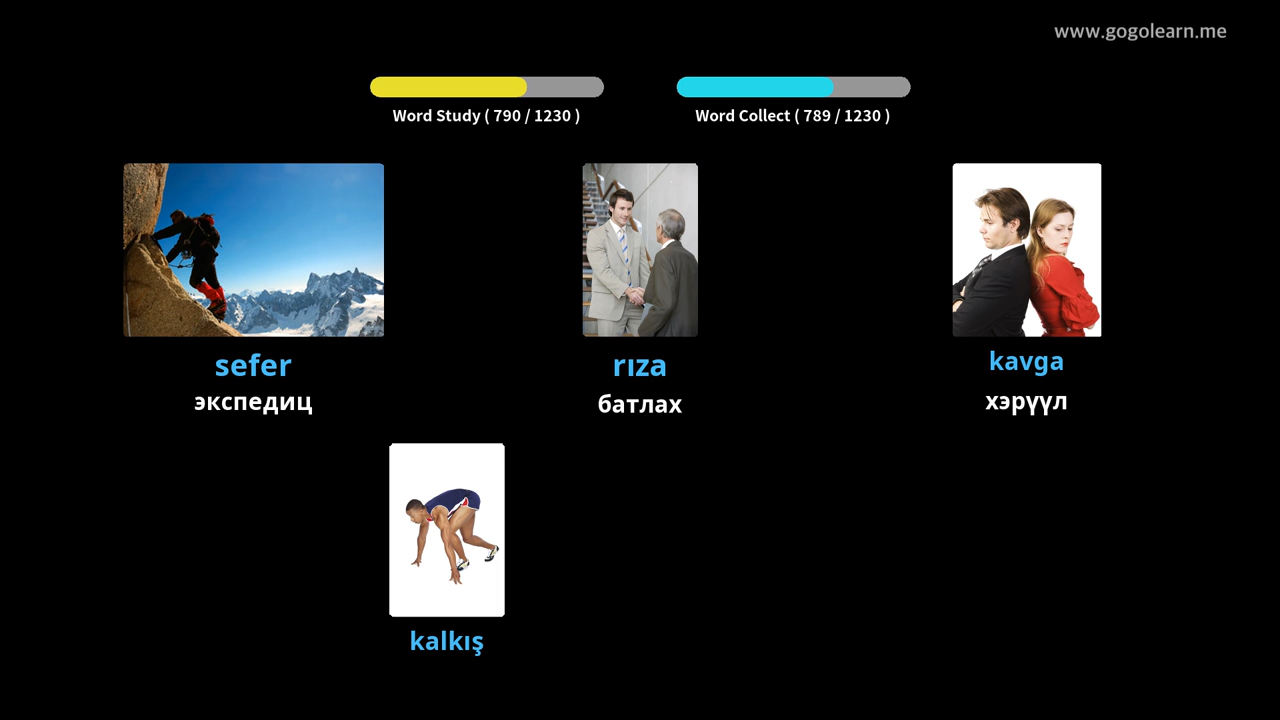 www.gogolearn.me
Word Study ( 790 / 1230 )
Word Collect ( 789 / 1230 )
sefer
экспедиц
rıza
батлах
kavga
хэрүүл
kalkış